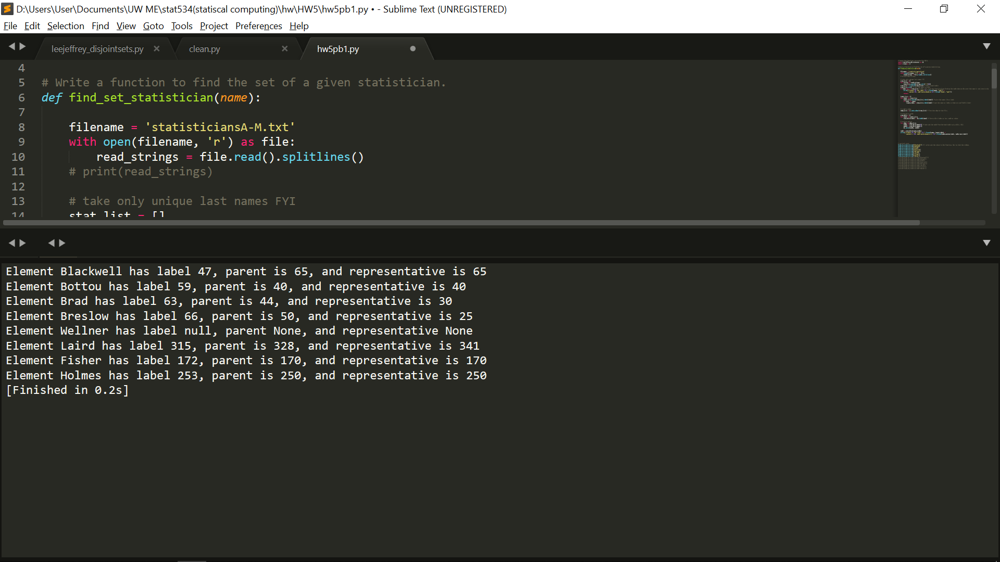 D:\Users\User\Documents\UW ME\stat534(statiscal computing)\hw\HW5\hw5pb1.py • - Sublime Text (UNREGISTERED)
File Edit Selection Find View Goto Tools Project Preferences Help
leejeffrey_disjointsets.py clean.py hw5pb1.py
4
5 # Write a function to find the set of a given statistician.
6 def find_set_statistician(name):
7
8 filename = 'statisticiansA-M.txt'
9 with open(filename, 'r') as file:
10 read_strings = file.read().splitlines()
11 # print(read_strings)
12
13 # take only unique last names FYI
14 stat_list = []
Element Blackwell has label 47, parent is 65, and representative is 65
Element Bottou has label 59, parent is 40, and representative is 40
Element Brad has label 63, parent is 44, and representative is 30
Element Breslow has label 66, parent is 50, and representative is 25
Element Wellner has label null, parent None, and representative None
Element Laird has label 315, parent is 328, and representative is 341
Element Fisher has label 172, parent is 170, and representative is 170
Element Holmes has label 253, parent is 250, and representative is 250
[Finished in 0.2s]